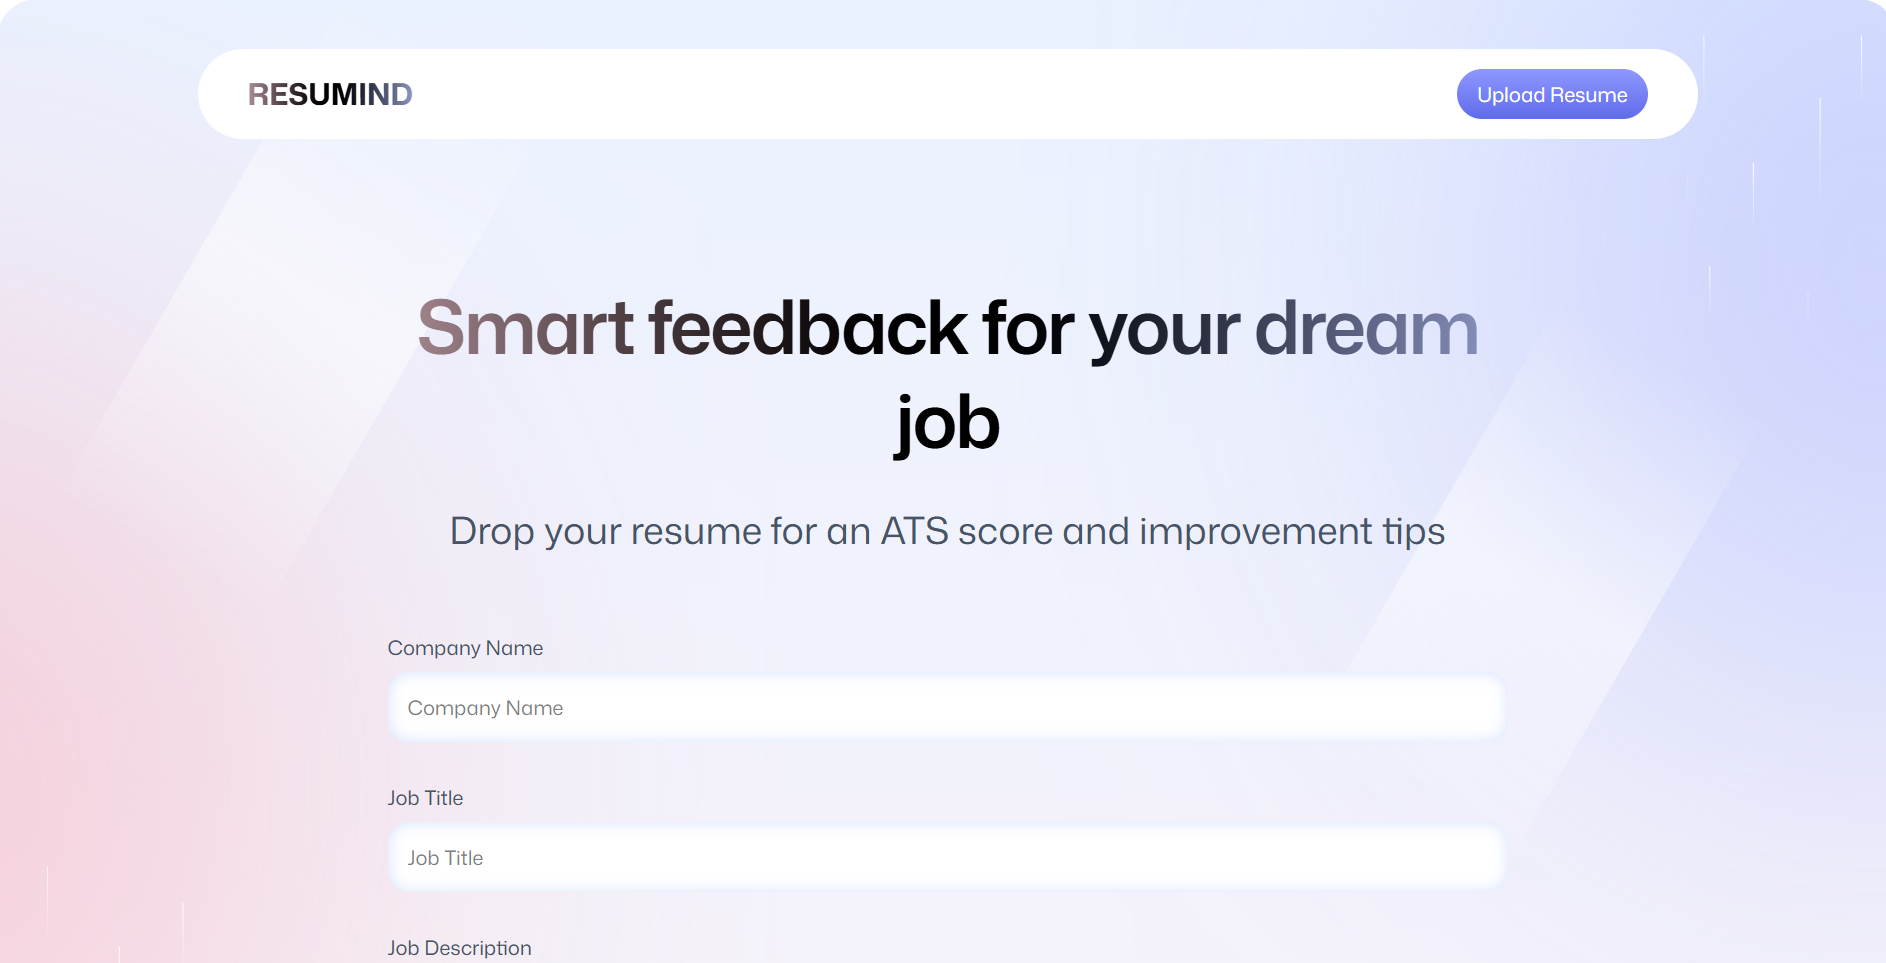 RESUMIND
Upload Resume
Smart feedback for your dream
job
Drop your resume for an ATS score and improvement tips
Company Name
Company Name
Job Title
Job Title
Job Description